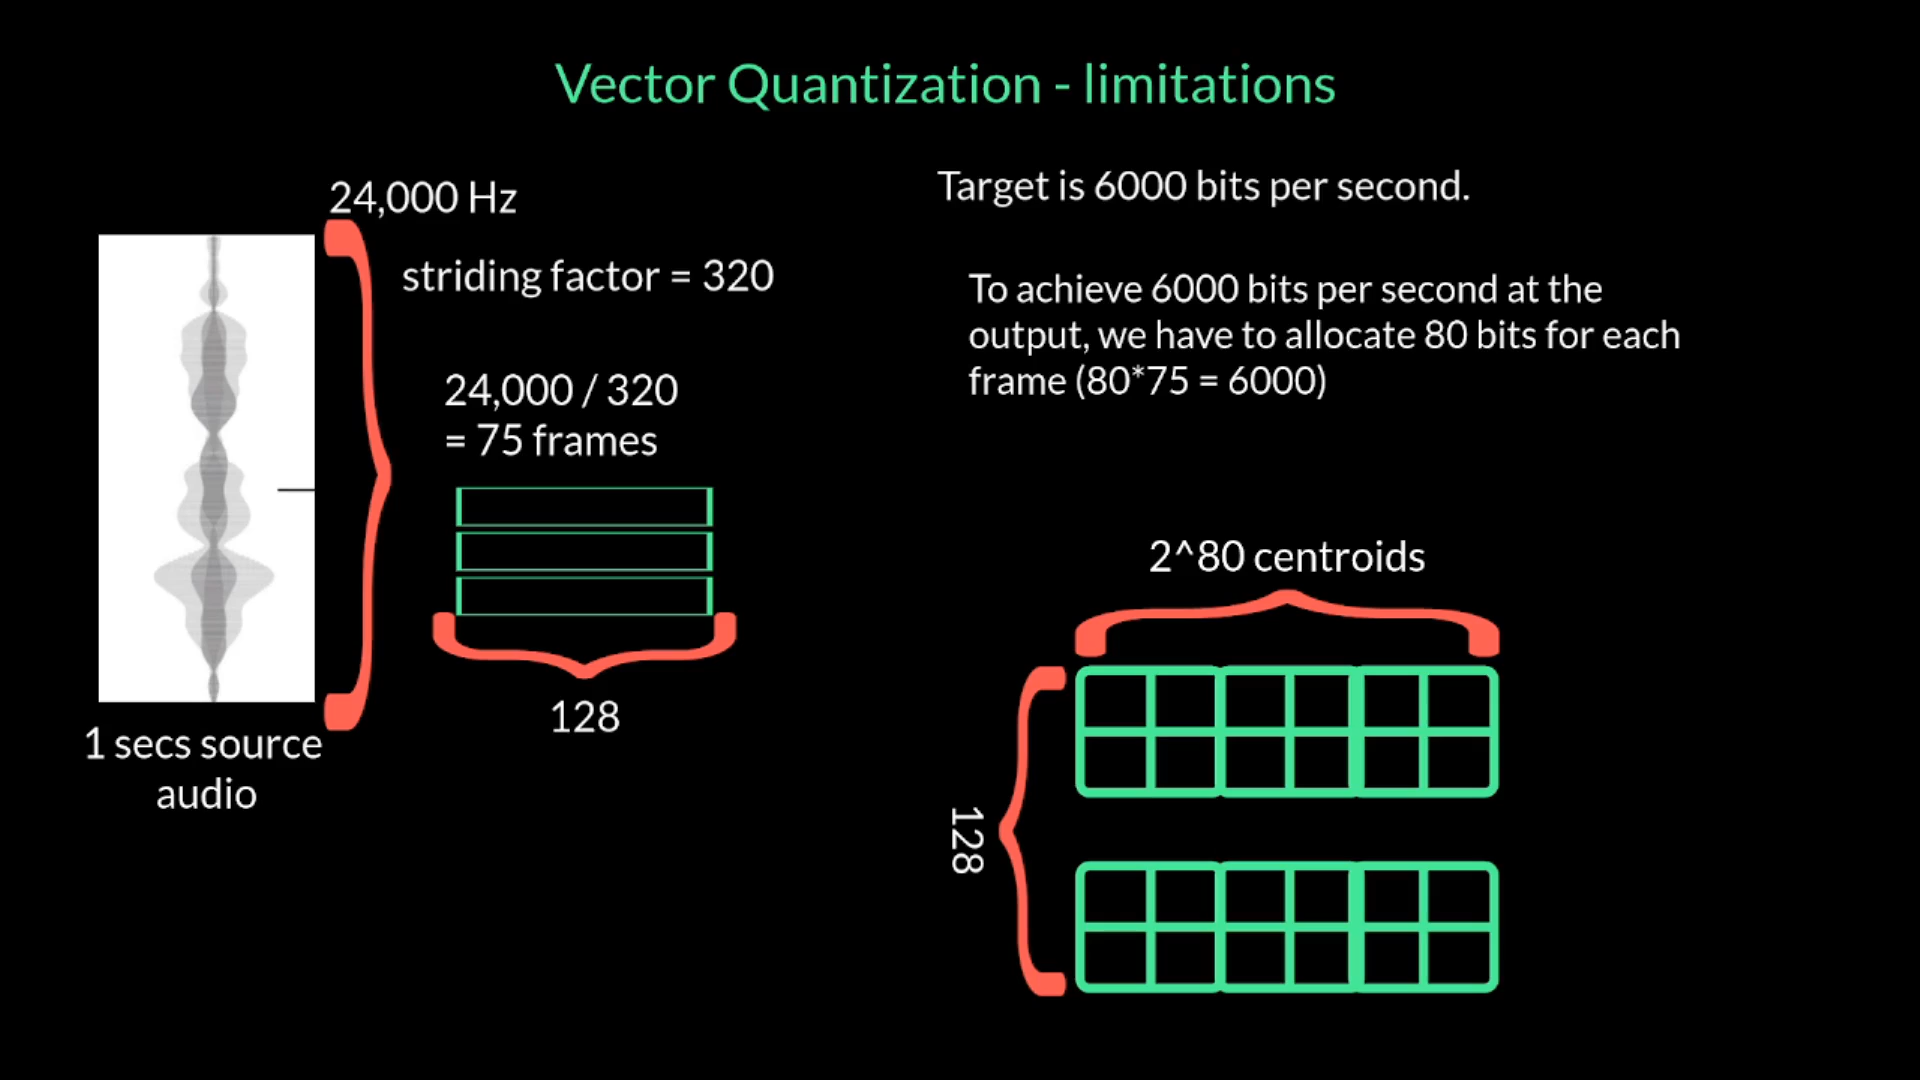 Vector Quantization - limitations
24,000 Hz
striding factor = 320
24,000 / 320
= 75 frames
128
1 secs source
audio
Target is 6000 bits per second.
To achieve 6000 bits per second at the
output, we have to allocate 80 bits for each
frame (80*75 = 6000)
2^80 centroids
128